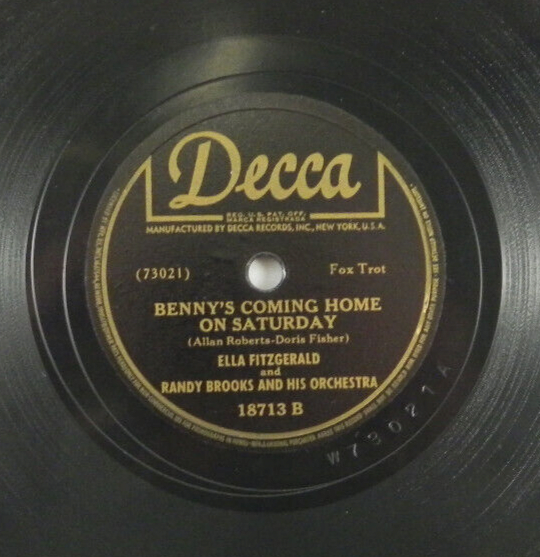 Decca
REG. U.S. PAT. OFF.
MARCA REGISTRADA
MANUFACTURED BY DECCA RECORDS, INC., NEW YORK, U.S.A.
(73021) Fox Trot
BENNY'S COMING HOME
ON SATURDAY
(Allan Roberts-Doris Fisher)
ELLA FITZGERALD
and
RANDY BROOKS AND HIS ORCHESTRA
18713 B
W73021A